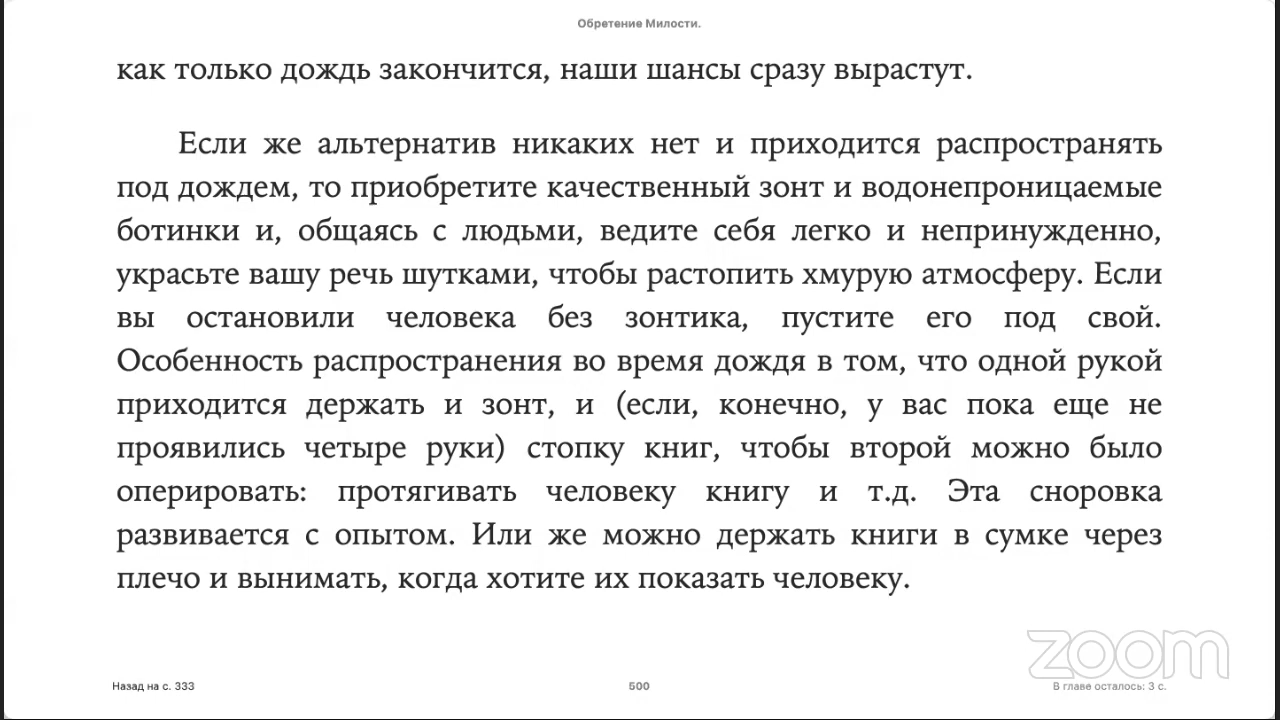 Обретение Милости.
как только дождь закончится, наши шансы сразу вырастут.
Если же альтернатив никаких нет и приходится распространять
под дождем, то приобретите качественный зонт и водонепроницаемые
ботинки и, общаясь с людьми, ведите себя легко и непринужденно,
украсьте вашу речь шутками, чтобы растопить хмурую атмосферу. Если
вы остановили человека без зонтика, пустите его под свой.
Особенность распространения во время дождя в том, что одной рукой
приходится держать и зонт, и (если, конечно, у вас пока еще не
проявились четыре руки) стопку книг, чтобы второй можно было
оперировать: протягивать человеку книгу и т.д. Эта сноровка
развивается с опытом. Или же можно держать книги в сумке через
плечо и вынимать, когда хотите их показать человеку.
zoom
Назад на с. 333
500
В главе осталось: 3 с.